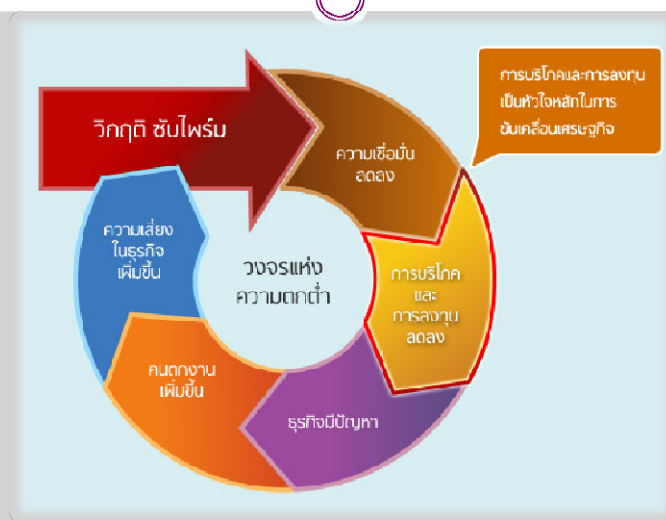 วิกฤติ ซับไพร์ม
ความเชื่อมั่น
ลดลง
การบริโภคและการลงทุน
เป็นหัวใจหลักในการ
ขับเคลื่อนเศรษฐกิจ
การบริโภค
และ
การลงทุน
ลดลง
ธุรกิจมีปัญหา
คนตกงาน
เพิ่มขึ้น
ความเสี่ยง
ในธุรกิจ
เพิ่มขึ้น
วงจรแห่ง
ความตกต่ำ